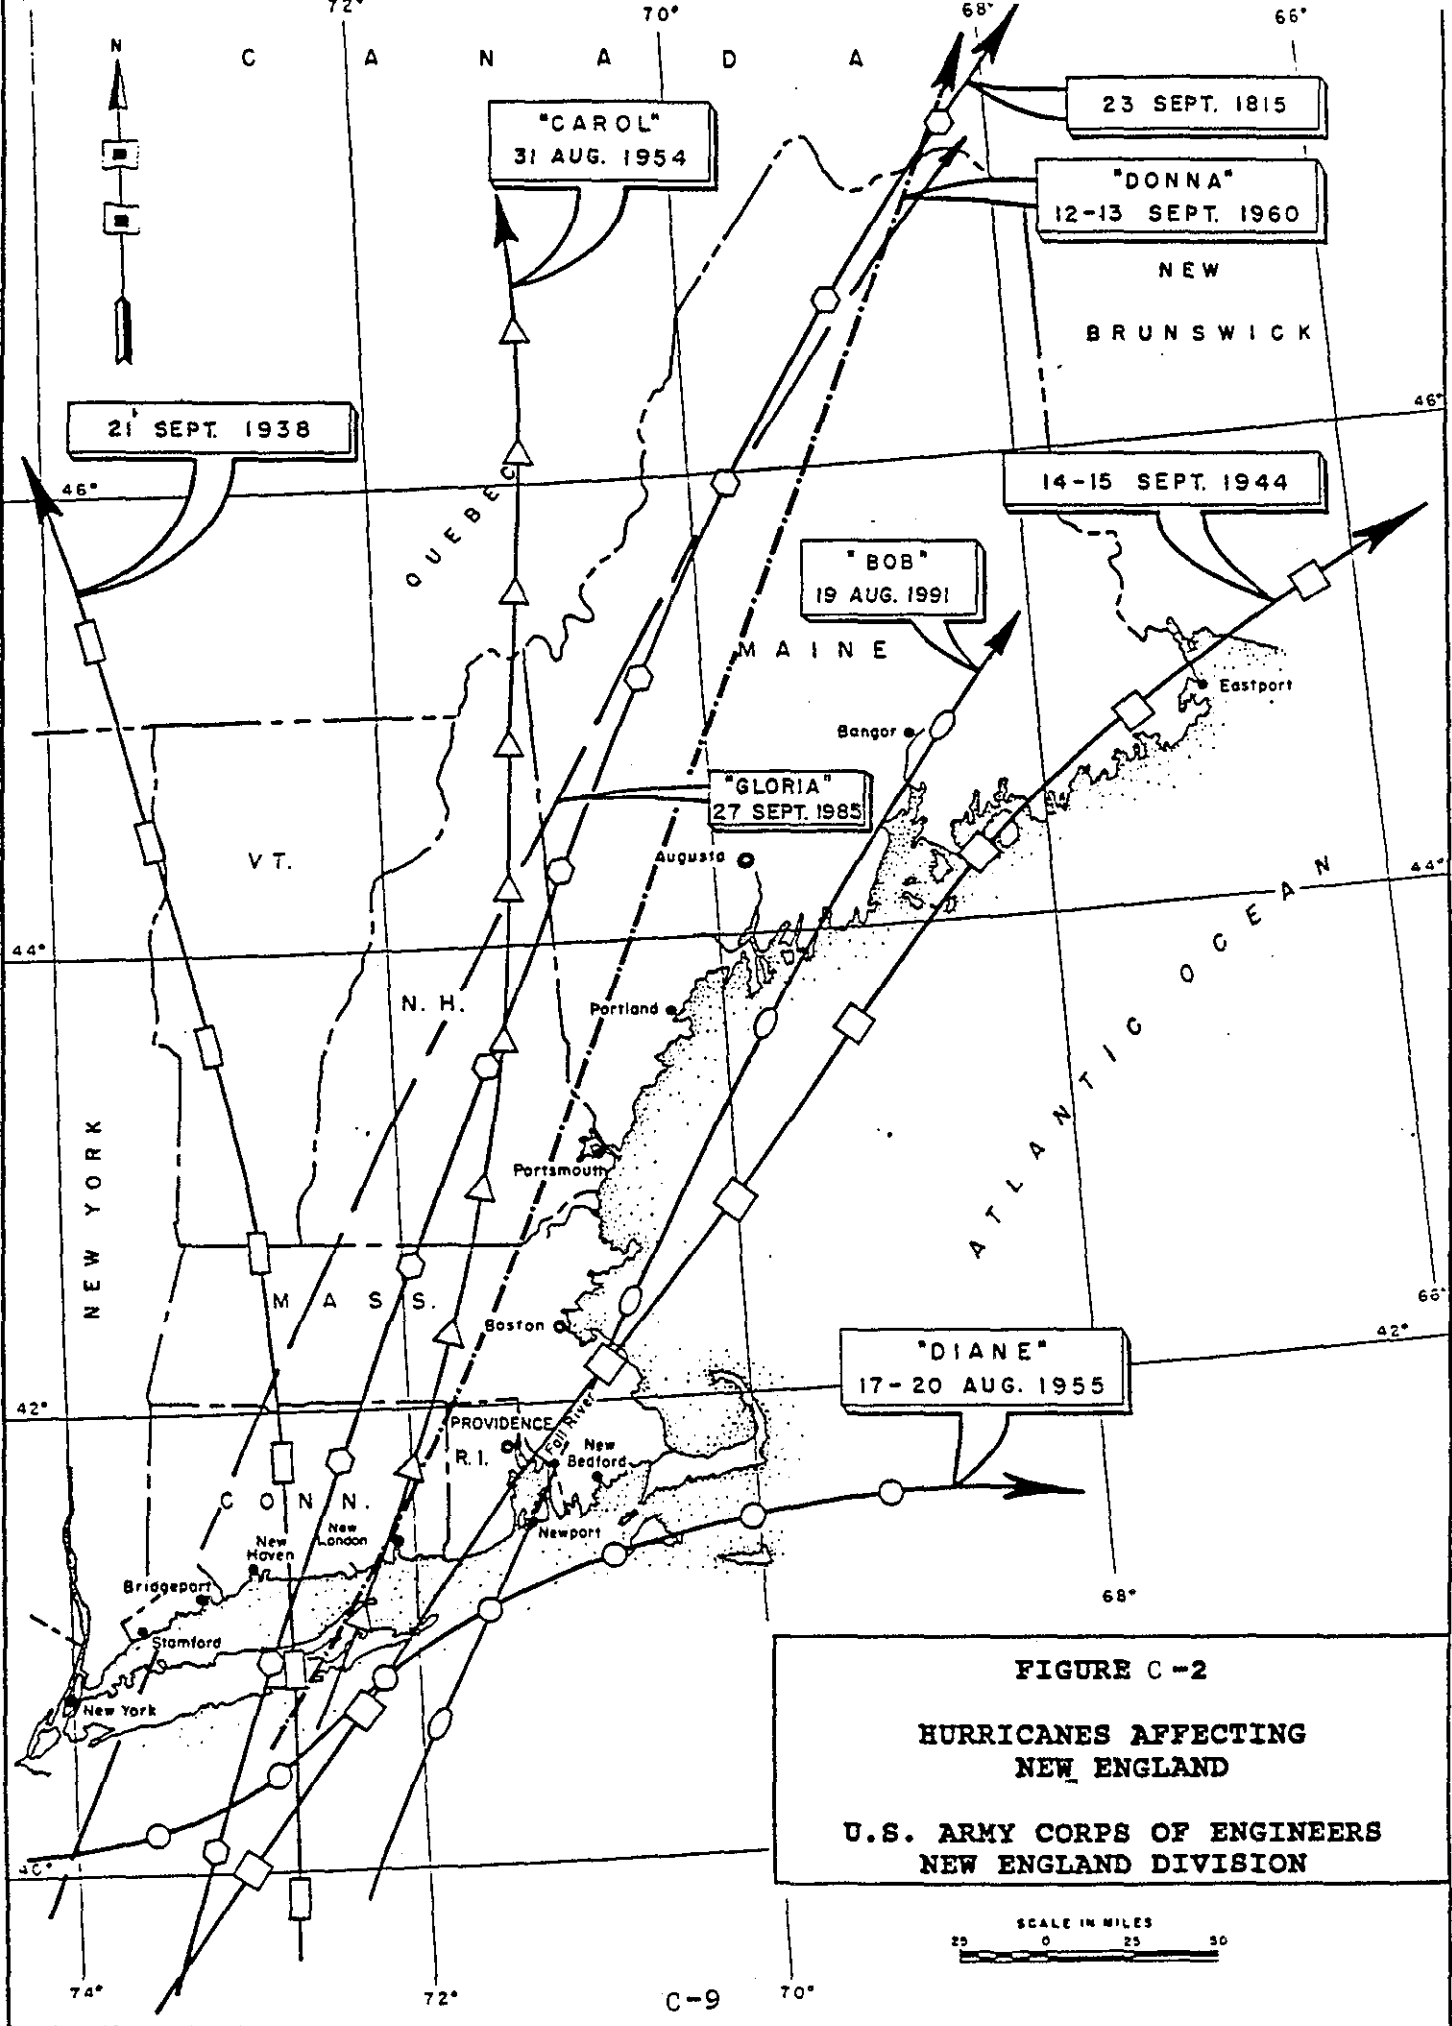 72°
70°
68°
66°
N
CANADA
"CAROL"
31 AUG. 1954
23 SEPT. 1815
"DONNA"
12-13 SEPT. 1960
NEW
BRUNSWICK
21 SEPT. 1938
46°
46°
QUEBEC
14-15 SEPT. 1944
"BOB"
19 AUG. 1991
MAINE
Eastport
Bangor
"GLORIA"
27 SEPT. 1985
VT.
Augusta
44°
44°
N.H.
Portland
ATLANTIC OCEAN
NEW YORK
Portsmouth
MASS.
Boston
66°
42°
"DIANE"
17-20 AUG. 1955
42°
PROVIDENCE
R.I.
Fall River
New
Bedford
CONN.
New
London
Newport
New
Haven
Bridgeport
Stamford
New York
68°
40°
FIGURE C-2
HURRICANES AFFECTING
NEW ENGLAND
U.S. ARMY CORPS OF ENGINEERS
NEW ENGLAND DIVISION
SCALE IN MILES
25 0 25 50
74°
72°
70°
C-9